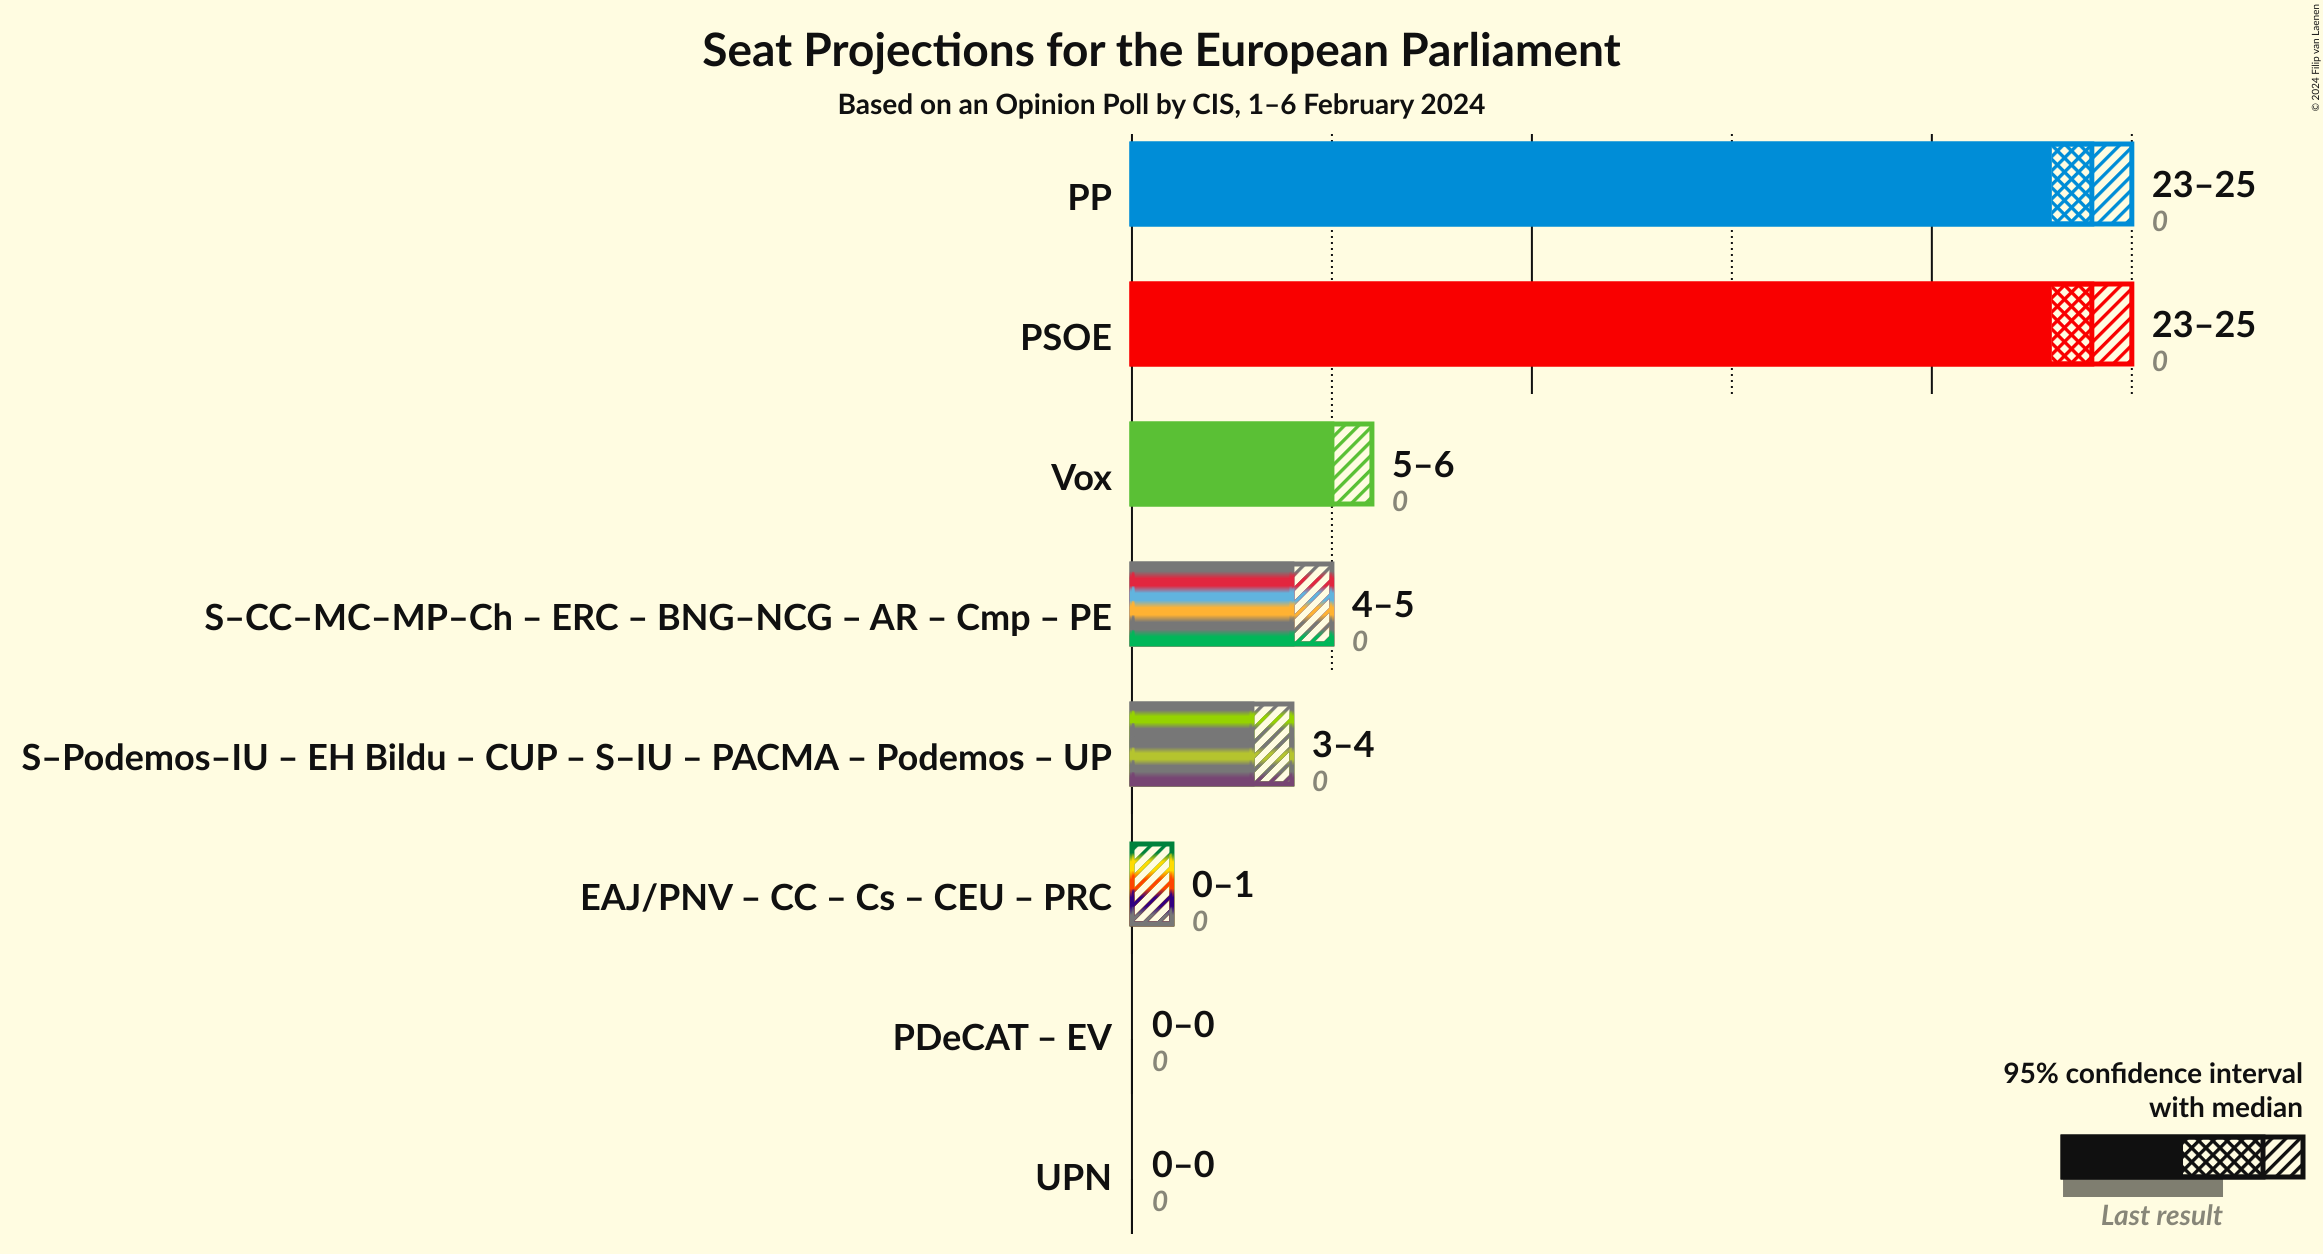 Seat Projections for the European Parliament
Based on an Opinion Poll by CIS, 1–6 February 2024
© 2024 Filip van Laenen
PP
23–25
0
PSOE
23–25
0
Vox
5–6
0
S–CC–MC–MP–Ch – ERC – BNG–NCG – AR – Cmp – PE
4–5
0
S–Podemos–IU – EH Bildu – CUP – S–IU – PACMA – Podemos – UP
3–4
0
EAJ/PNV – CC – Cs – CEU – PRC
0–1
0
PDeCAT – EV
0–0
0
UPN
0–0
0
95% confidence interval
with median
Last result